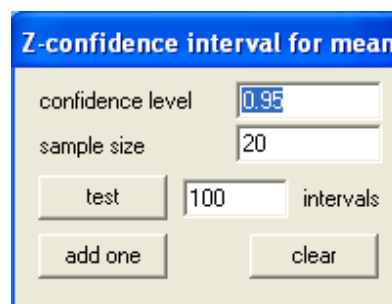 Z-confidence interval for mean
confidence level 0.95
sample size 20
test 100 intervals
add one clear